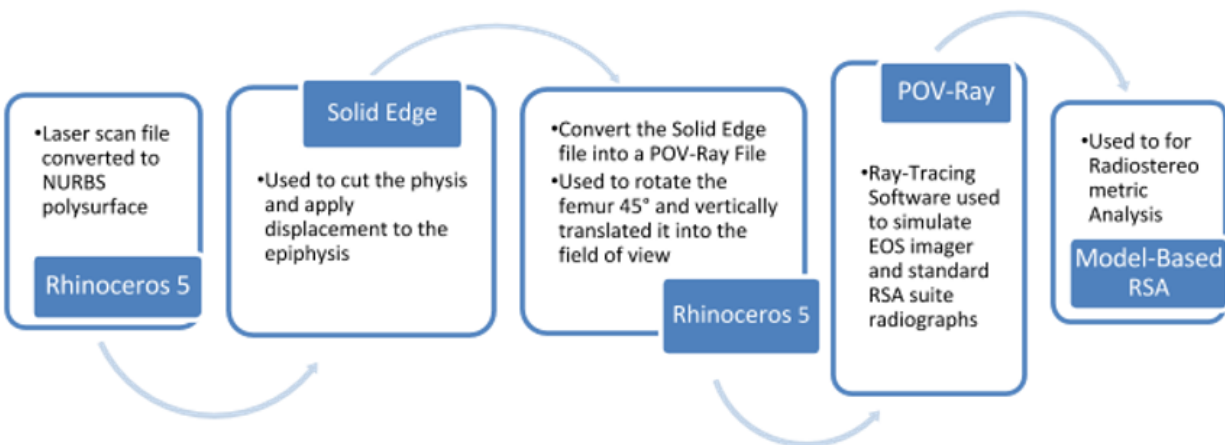 •Laser scan file
converted to
NURBS
polysurface
Rhinoceros 5
Solid Edge
•Used to cut the physis
and apply
displacement to the
epiphysis
•Convert the Solid Edge
file into a POV-Ray File
•Used to rotate the
femur 45° and vertically
translated it into the
field of view
Rhinoceros 5
POV-Ray
•Ray-Tracing
Software used
to simulate
EOS imager
and standard
RSA suite
radiographs
•Used to for
Radiostereo
metric
Analysis
Model-Based
RSA